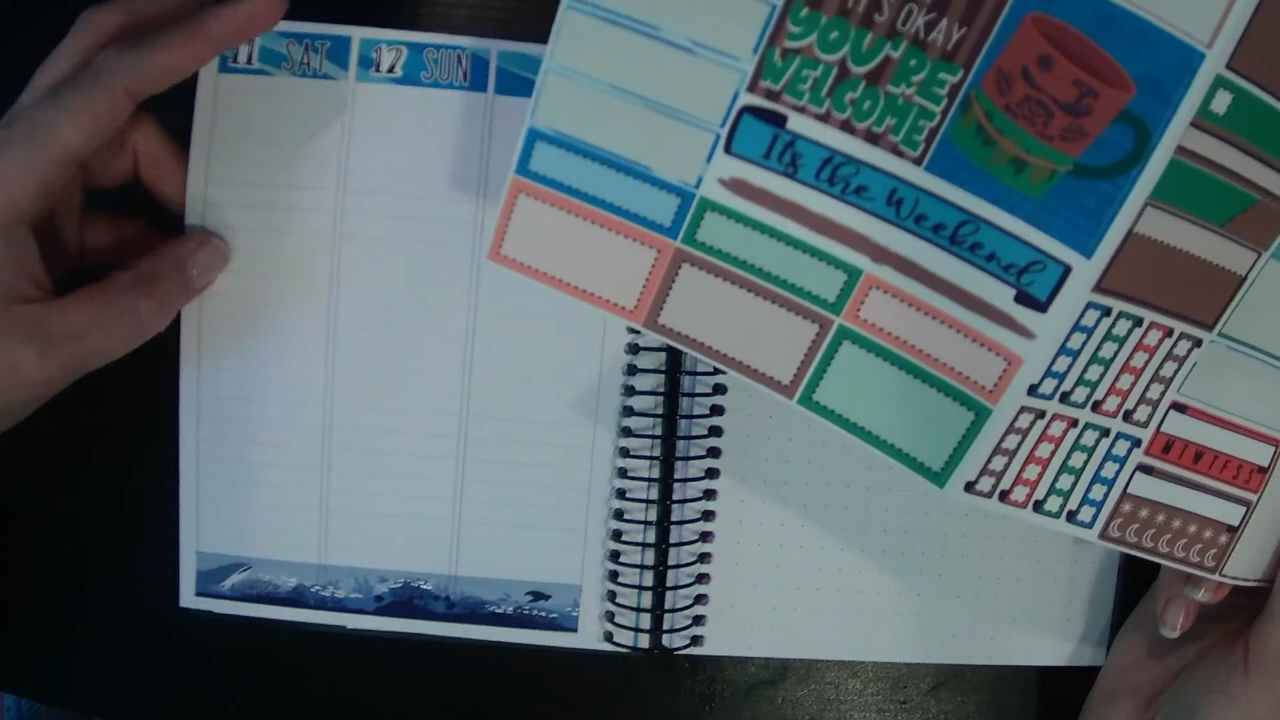 11 SAT
12 SUN
IT'S OKAY
YOU'RE
WELCOME
It's the Weekend
MTWTFSS